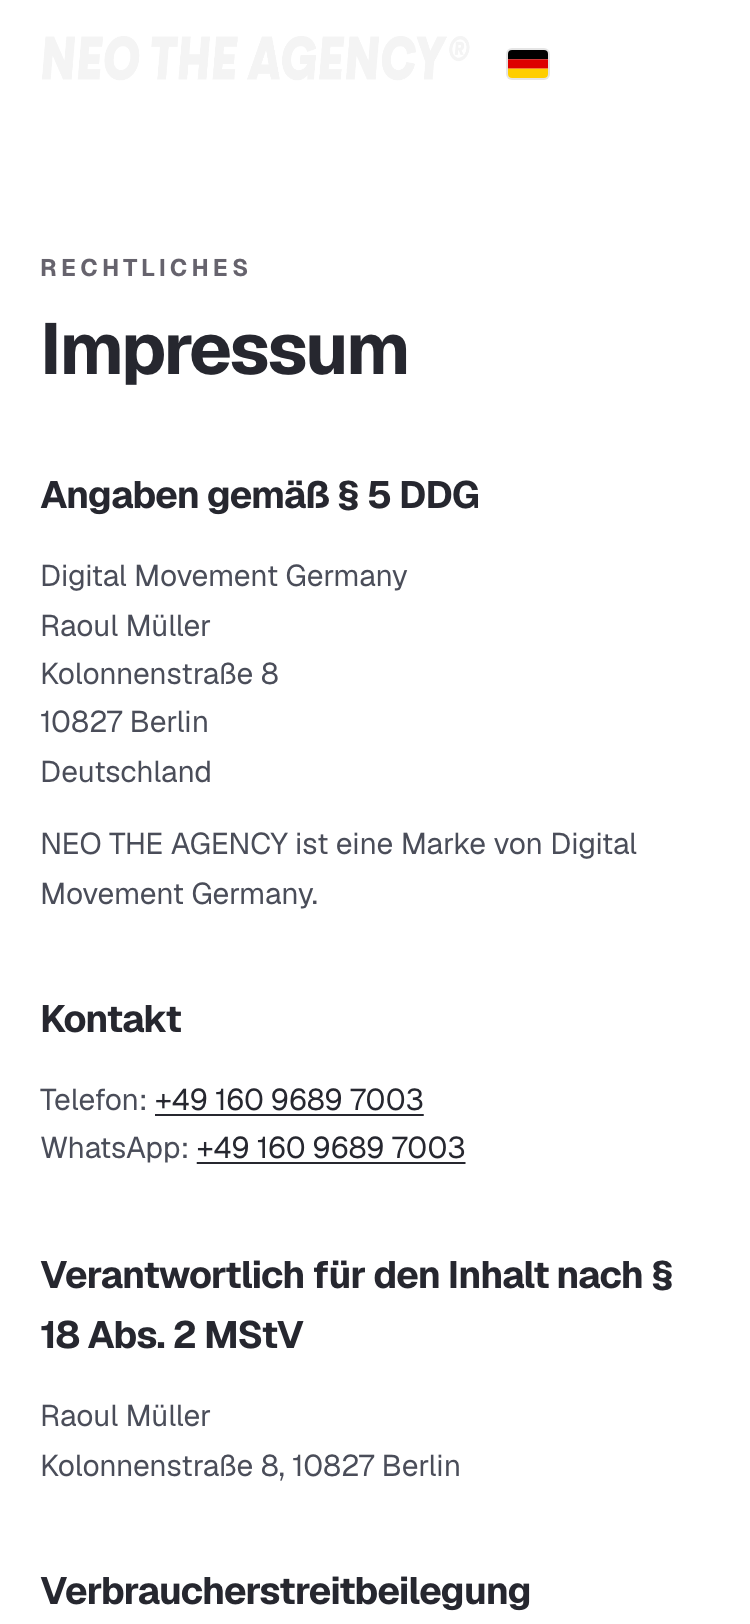 NEO THE AGENCY®
RECHTLICHES
Impressum
Angaben gemäß § 5 DDG
Digital Movement Germany
Raoul Müller
Kolonnenstraße 8
10827 Berlin
Deutschland
NEO THE AGENCY ist eine Marke von Digital
Movement Germany.
Kontakt
Telefon: +49 160 9689 7003
WhatsApp: +49 160 9689 7003
Verantwortlich für den Inhalt nach §
18 Abs. 2 MStV
Raoul Müller
Kolonnenstraße 8, 10827 Berlin
Verbraucherstreitbeilegung